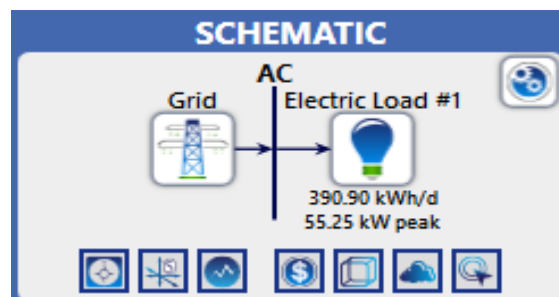 SCHEMATIC
AC
Grid
Electric Load #1
390.90 kWh/d
55.25 kW peak